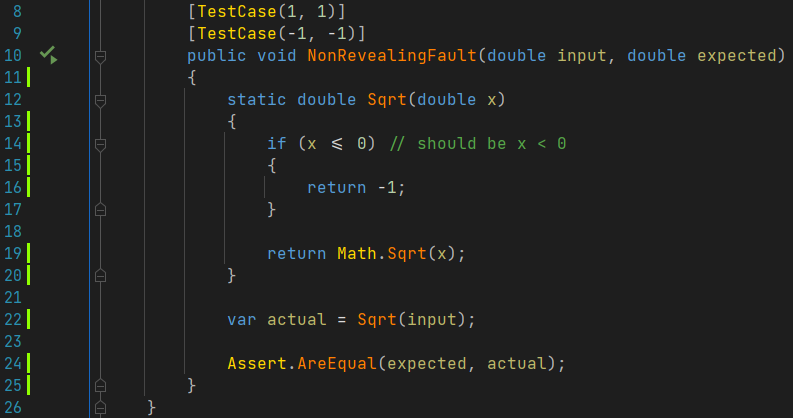 8 [TestCase(1, 1)]
9 [TestCase(-1, -1)]
10 public void NonRevealingFault(double input, double expected)
11 {
12 static double Sqrt(double x)
13 {
14 if (x ≤ 0) // should be x < 0
15 {
16 return -1;
17 }
18
19 return Math.Sqrt(x);
20 }
21
22 var actual = Sqrt(input);
23
24 Assert.AreEqual(expected, actual);
25 }
26 }